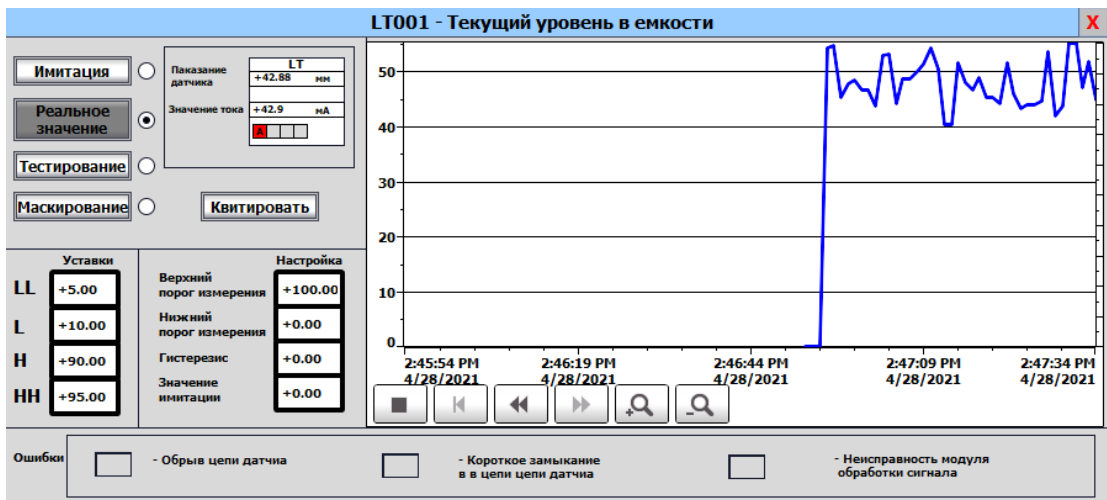 LT001 - Текущий уровень в емкости
X
Имитация
Реальное
значение
Тестирование
Маскирование
Паказание
датчика
LT
+42.88 мм
Значение тока
+42.9 мА
A
Квитировать
Уставки
LL +5.00
L +10.00
H +90.00
HH +95.00
Настройка
Верхний
порог измерения +100.00
Нижний
порог измерения +0.00
Гистерезис +0.00
Значение
имитации +0.00
50
40
30
20
10
0
2:45:54 PM 2:46:19 PM 2:46:44 PM 2:47:09 PM 2:47:34 PM
4/28/2021 4/28/2021 4/28/2021 4/28/2021 4/28/2021
Ошибки
- Обрыв цепи датчиа
- Короткое замыкание
в в цепи цепи датчиа
- Неисправность модуля
обработки сигнала